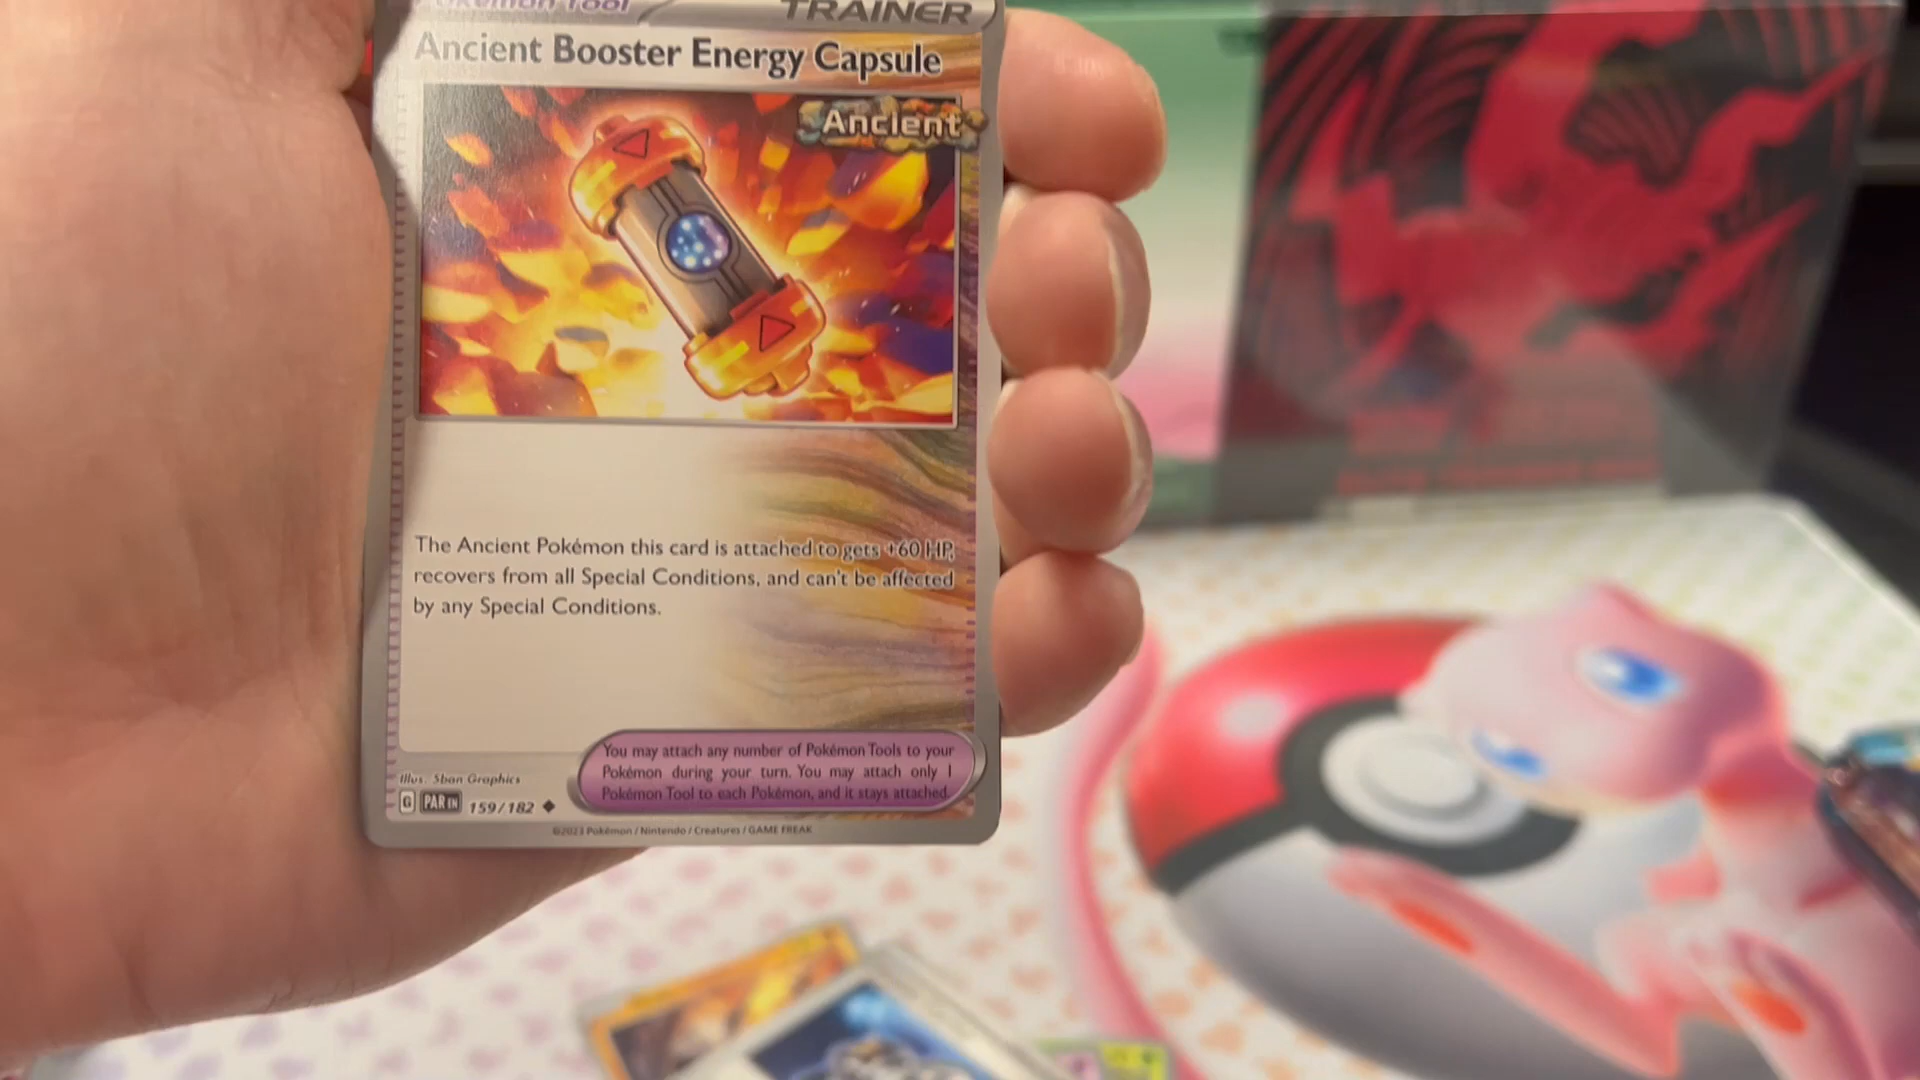 Pokémon Tool
TRAINER
Ancient Booster Energy Capsule
Ancient
The Ancient Pokémon this card is attached to gets +60 HP,
recovers from all Special Conditions, and can't be affected
by any Special Conditions.
You may attach any number of Pokémon Tools to your
Pokémon during your turn. You may attach only 1
Pokémon Tool to each Pokémon, and it stays attached.
Illus. 5ban Graphics
G PAR EN 159/182
©2023 Pokémon / Nintendo / Creatures / GAME FREAK